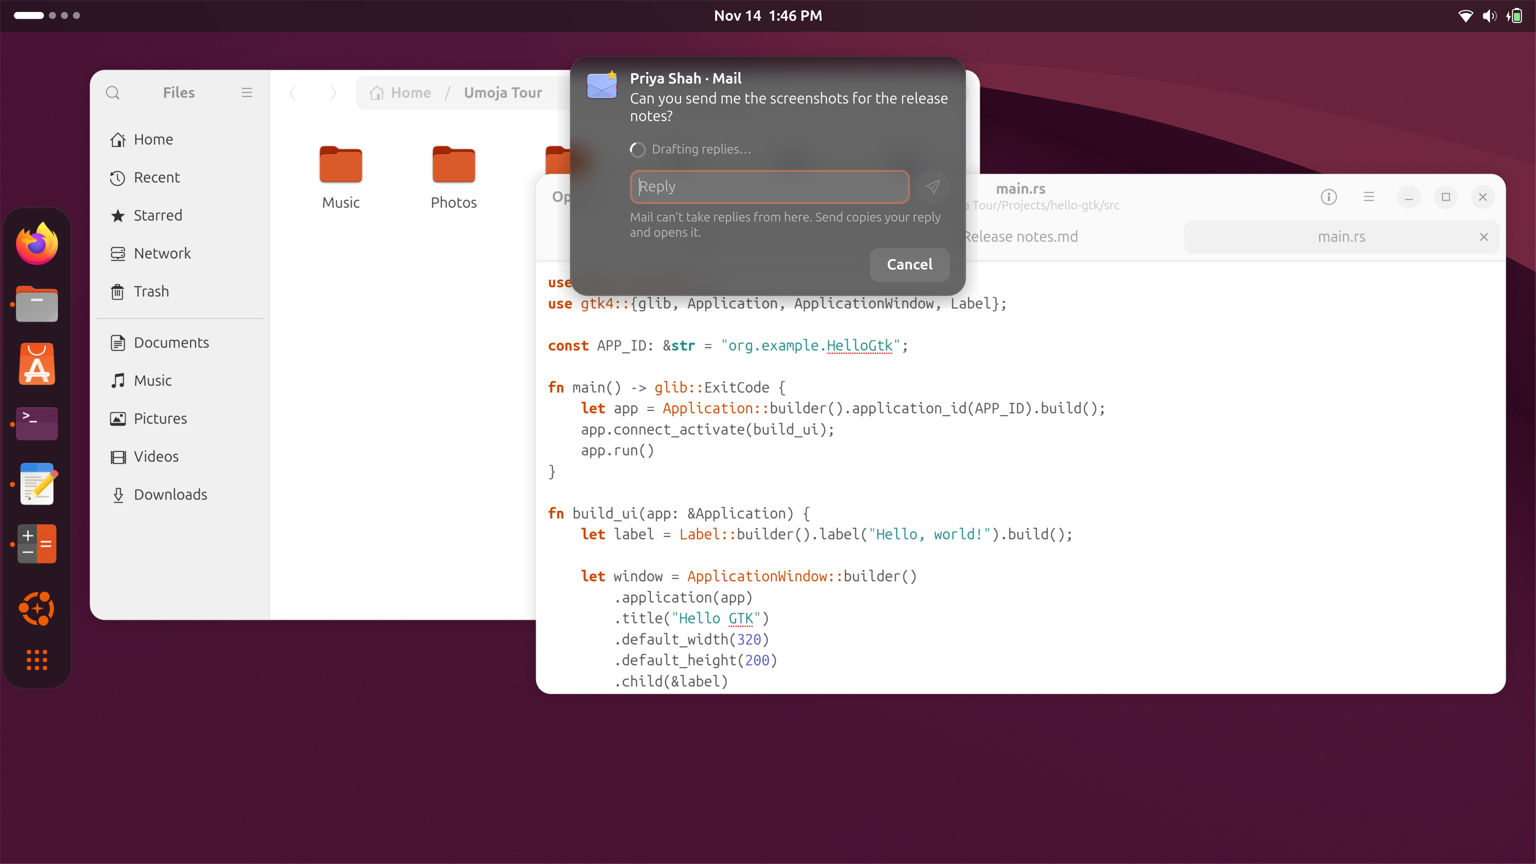 Nov 14 1:46 PM
Files
Home
Recent
Starred
Network
Trash
Documents
Music
Pictures
Videos
Downloads
Home / Umoja Tour
Music
Photos
Priya Shah · Mail
Can you send me the screenshots for the release
notes?
Drafting replies…
Reply
Mail can't take replies from here. Send copies your reply
and opens it.
Cancel
main.rs
Tour/Projects/hello-gtk/src
Release notes.md
main.rs
use
use gtk4::{glib, Application, ApplicationWindow, Label};
const APP_ID: &str = "org.example.HelloGtk";
fn main() -> glib::ExitCode {
let app = Application::builder().application_id(APP_ID).build();
app.connect_activate(build_ui);
app.run()
}
fn build_ui(app: &Application) {
let label = Label::builder().label("Hello, world!").build();
let window = ApplicationWindow::builder()
.application(app)
.title("Hello GTK")
.default_width(320)
.default_height(200)
.child(&label)